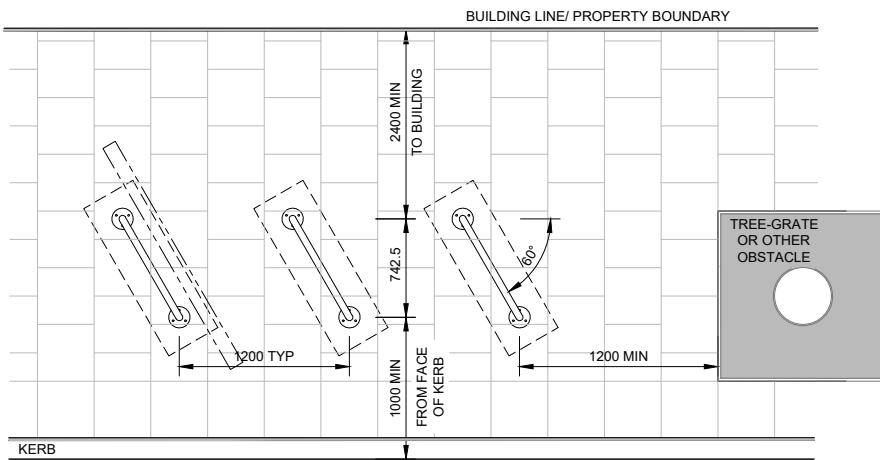 BUILDING LINE/ PROPERTY BOUNDARY
2400 MIN
TO BUILDING
TREE-GRATE
OR OTHER
OBSTACLE
60°
742.5
1200 TYP
1000 MIN
FROM FACE
OF KERB
1200 MIN
KERB